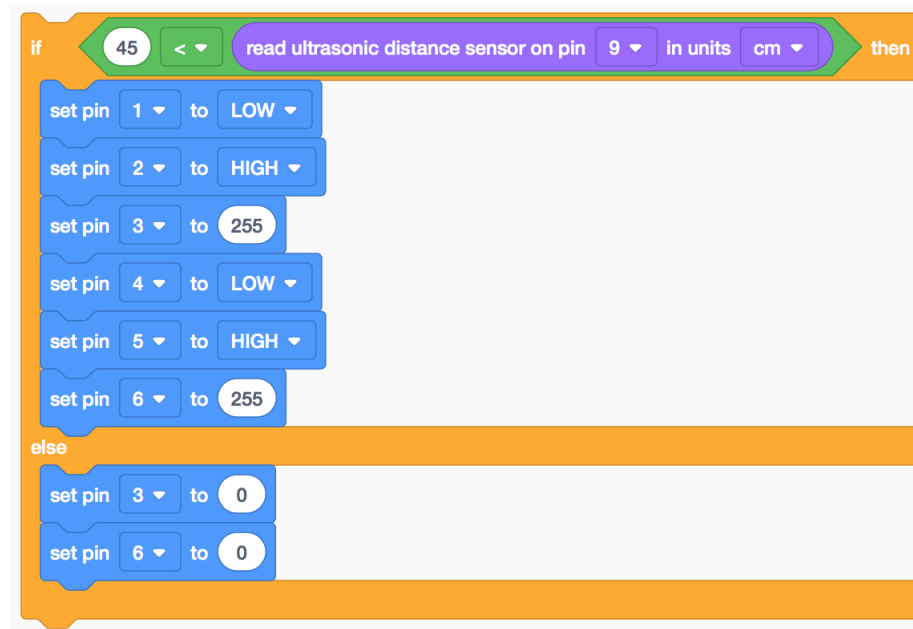 if 45 < read ultrasonic distance sensor on pin 9 in units cm then
set pin 1 to LOW
set pin 2 to HIGH
set pin 3 to 255
set pin 4 to LOW
set pin 5 to HIGH
set pin 6 to 255
else
set pin 3 to 0
set pin 6 to 0